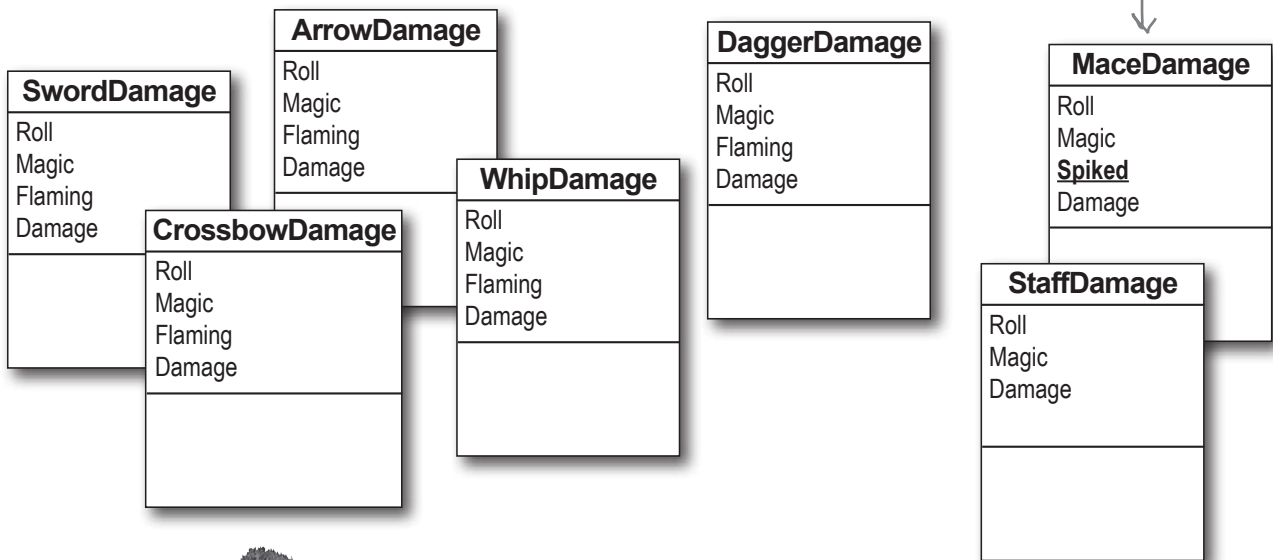 SwordDamage
Roll
Magic
Flaming
Damage
ArrowDamage
Roll
Magic
Flaming
Damage
CrossbowDamage
Roll
Magic
Flaming
Damage
WhipDamage
Roll
Magic
Flaming
Damage
DaggerDamage
Roll
Magic
Flaming
Damage
MaceDamage
Roll
Magic
Spiked
Damage
StaffDamage
Roll
Magic
Damage